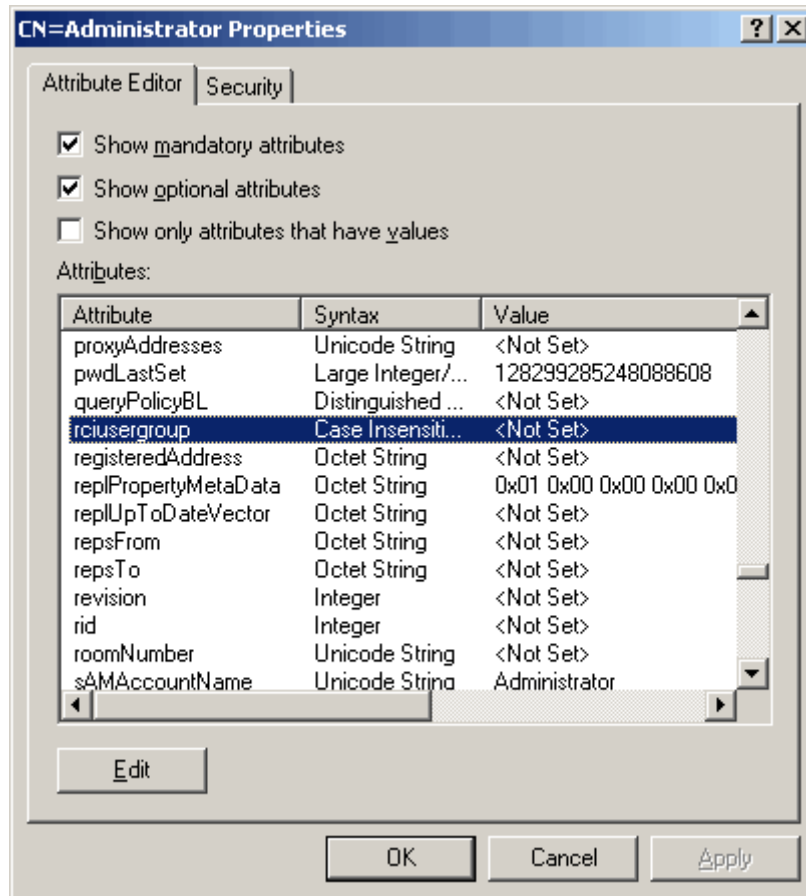 CN=Administrator Properties
Attribute Editor Security
Show mandatory attributes
Show optional attributes
Show only attributes that have values
Attributes:
Attribute Syntax Value
proxyAddresses Unicode String <Not Set>
pwdLastSet Large Integer/... 128299285248088608
queryPolicyBL Distinguished ... <Not Set>
rciusergroup Case Insensiti... <Not Set>
registeredAddress Octet String <Not Set>
replPropertyMetaData Octet String 0x01 0x00 0x00 0x00 0x0
replUpToDateVector Octet String <Not Set>
repsFrom Octet String <Not Set>
repsTo Octet String <Not Set>
revision Integer <Not Set>
rid Integer <Not Set>
roomNumber Unicode String <Not Set>
sAMAccountName Unicode String Administrator
Edit
OK Cancel Apply